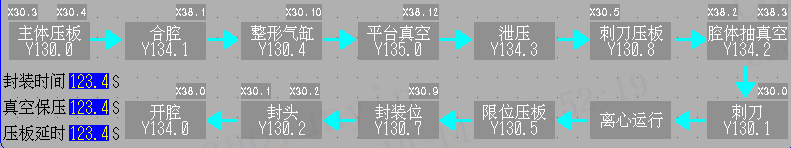 X30.3 X30.4 X38.1 X30.10 X38.12 X30.5 X38.2 X38.3
主体压板 合腔 整形气缸 平台真空 泄压 刺刀压板 腔体抽真空
Y130.0 Y134.1 Y130.4 Y135.0 Y134.3 Y130.8 Y134.2
封装时间 123.4 S
X38.0 X30.1 X30.2 X30.9 X30.0
真空保压 123.4 S 开腔 封头 封装位 限位压板 离心运行 刺刀
Y134.0 Y130.2 Y130.7 Y130.5 Y130.1
压板延时 123.4 S